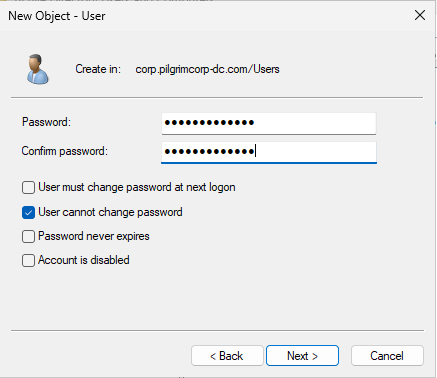 New Object - User
Create in: corp.pilgrimcorp-dc.com/Users
Password: •••••••••••••
Confirm password: •••••••••••••
User must change password at next logon
User cannot change password
Password never expires
Account is disabled
< Back Next > Cancel